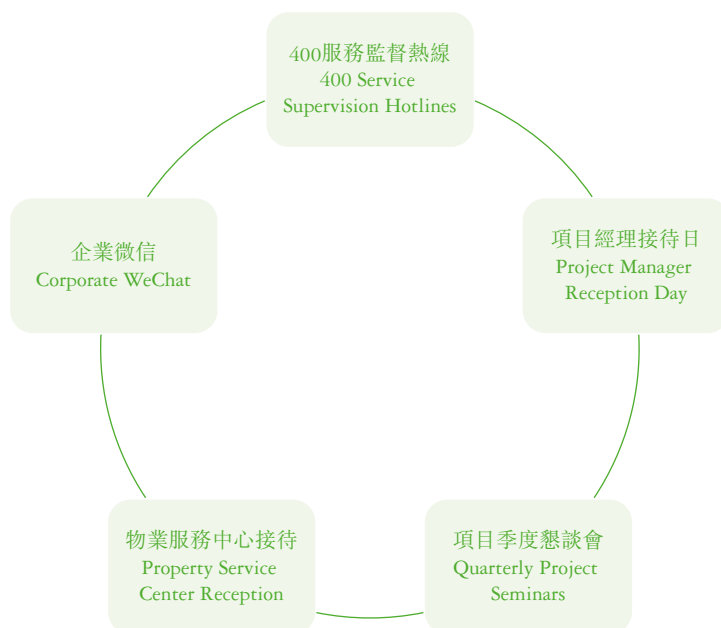 400服務監督熱線
400 Service
Supervision Hotlines
企業微信
Corporate WeChat
項目經理接待日
Project Manager
Reception Day
物業服務中心接待
Property Service
Center Reception
項目季度懇談會
Quarterly Project
Seminars